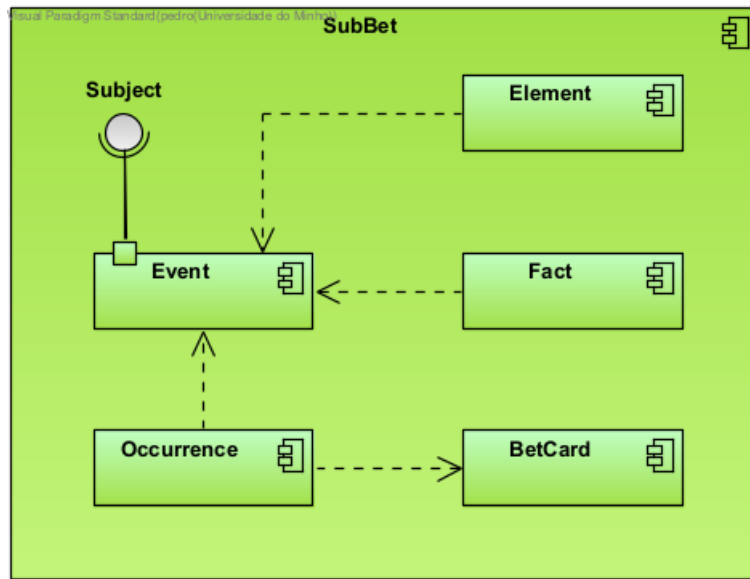 Visual Paradigm Standard(pedro(Universidade do Minho))
SubBet
Subject
Element
Event
Fact
Occurrence
BetCard